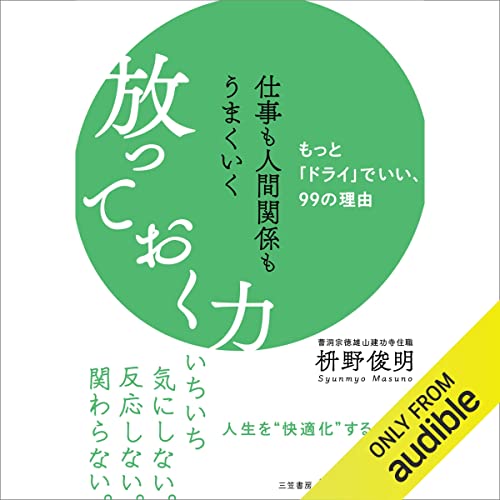 仕事も人間関係も
うまくいく
放っておく力
もっと
「ドライ」でいい、
99の理由
曹洞宗徳雄山建功寺住職
枡野俊明
Syunmyo Masuno
いちいち
気にしない。
反応しない。
関わらない。
人生を“快適化”する
三笠書房
ONLY FROM
audible